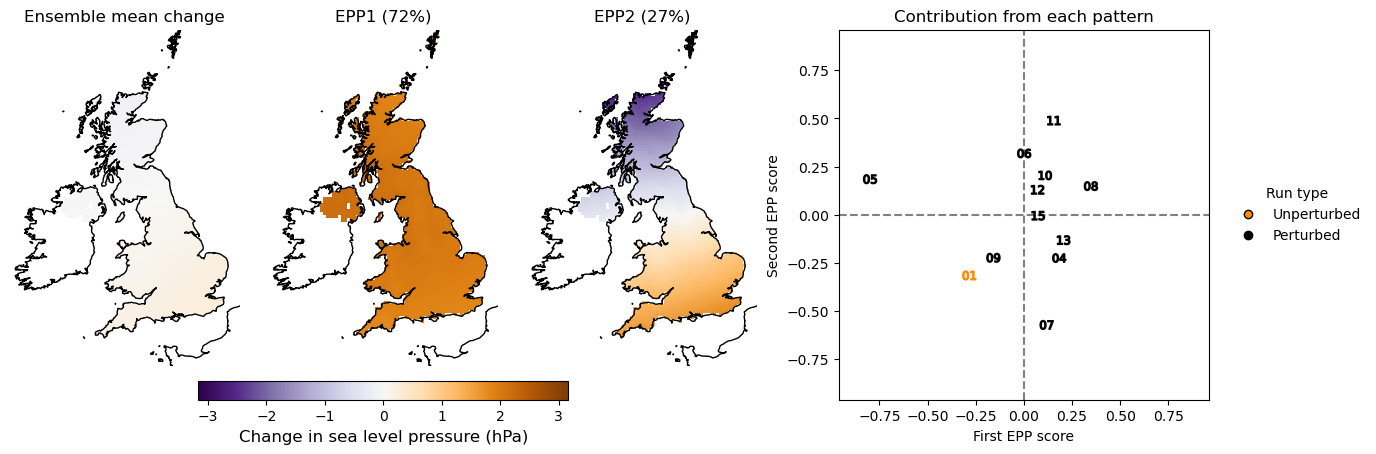 Ensemble mean change
EPP1 (72%)
EPP2 (27%)
−3 −2 −1 0 1 2 3
Change in sea level pressure (hPa)
Contribution from each pattern
Second EPP score
0.75
0.50
0.25
0.00
−0.25
−0.50
−0.75
11
06
05
10
08
12
15
13
09
04
01
07
−0.75 −0.50 −0.25 0.00 0.25 0.50 0.75
First EPP score
Run type
Unperturbed
Perturbed